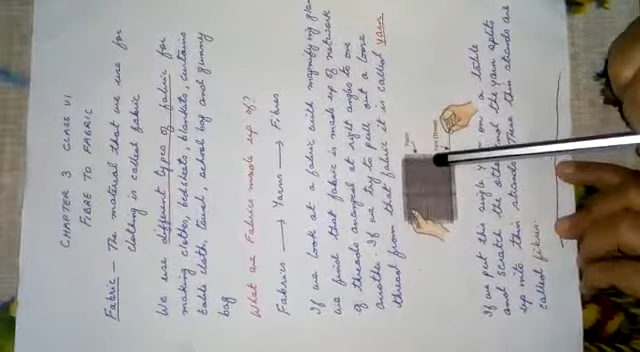 CHAPTER 3 CLASS VI
FIBRE TO FABRIC
Fabric — The material that we use for
clothing is called fabric
We use different types of fabric for
making clothes, bedsheets, blankets, curtains
table cloth, towel, school bag and gunny
bag
What are Fabrics made up of?
Fabrics → Yarns → Fibres
If we look at a fabric with magnifying glass
we find that fabric is made up of network
of threads arranged at right angles to one
another. If we try to pull out a loose
thread from that fabric it is called yarn
Yarn
If we put this single yarn on a table
and scratch the other end the yarn splits
up into thin strands. These thin strands are
called fibres.